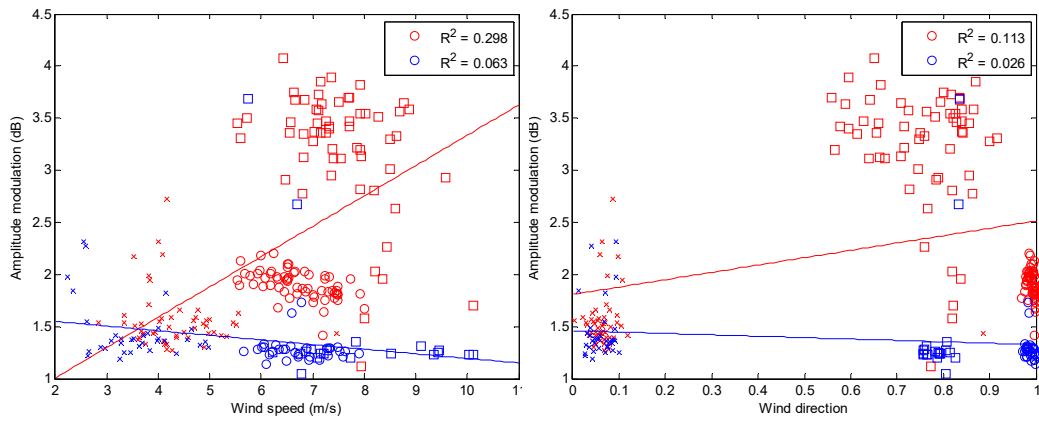 4.5
4
3.5
3
2.5
2
1.5
1
Amplitude modulation (dB)
R² = 0.298
R² = 0.063
2 3 4 5 6 7 8 9 10
Wind speed (m/s)
4.5
4
3.5
3
2.5
2
1.5
1
Amplitude modulation (dB)
R² = 0.113
R² = 0.026
0 0.1 0.2 0.3 0.4 0.5 0.6 0.7 0.8 0.9 1
Wind direction